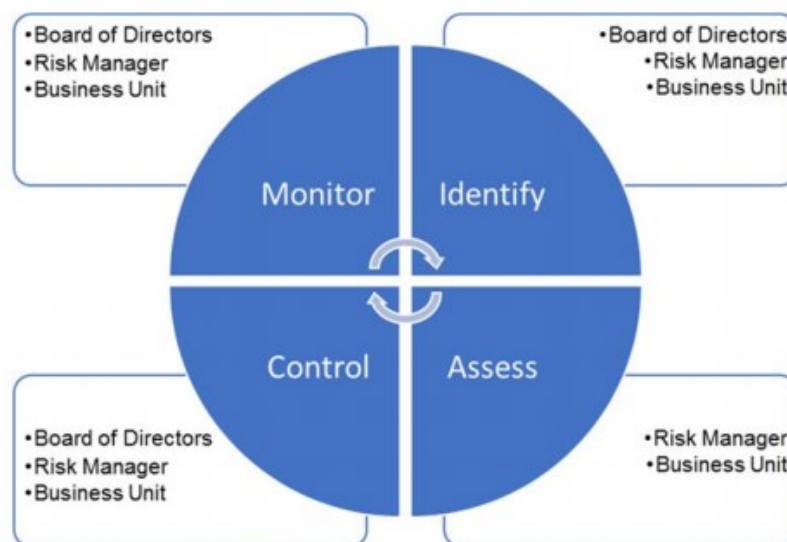 •Board of Directors
•Risk Manager
•Business Unit
•Board of Directors
•Risk Manager
•Business Unit
Monitor
Identify
Control
Assess
•Board of Directors
•Risk Manager
•Business Unit
•Risk Manager
•Business Unit